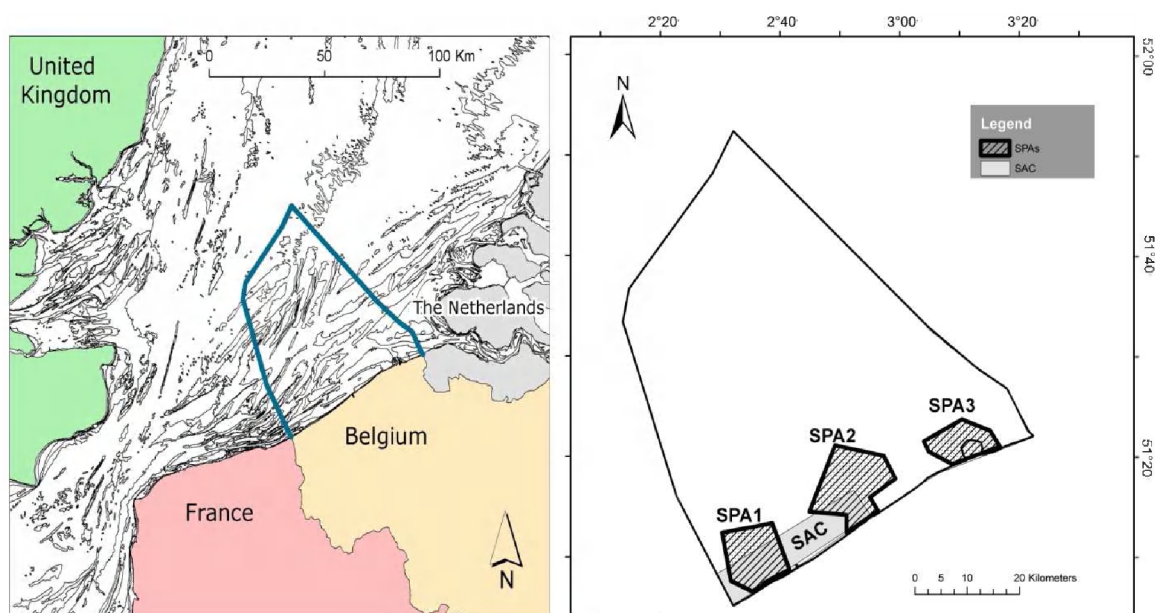 0 50 100 Km
United
Kingdom
The Netherlands
Belgium
France
N
2°20' 2°40' 3°00' 3°20'
52°00'
N
Legend
SPAs
SAC
51°40'
SPA3
SPA2
51°20'
SPA1
SAC
0 5 10 20 Kilometers